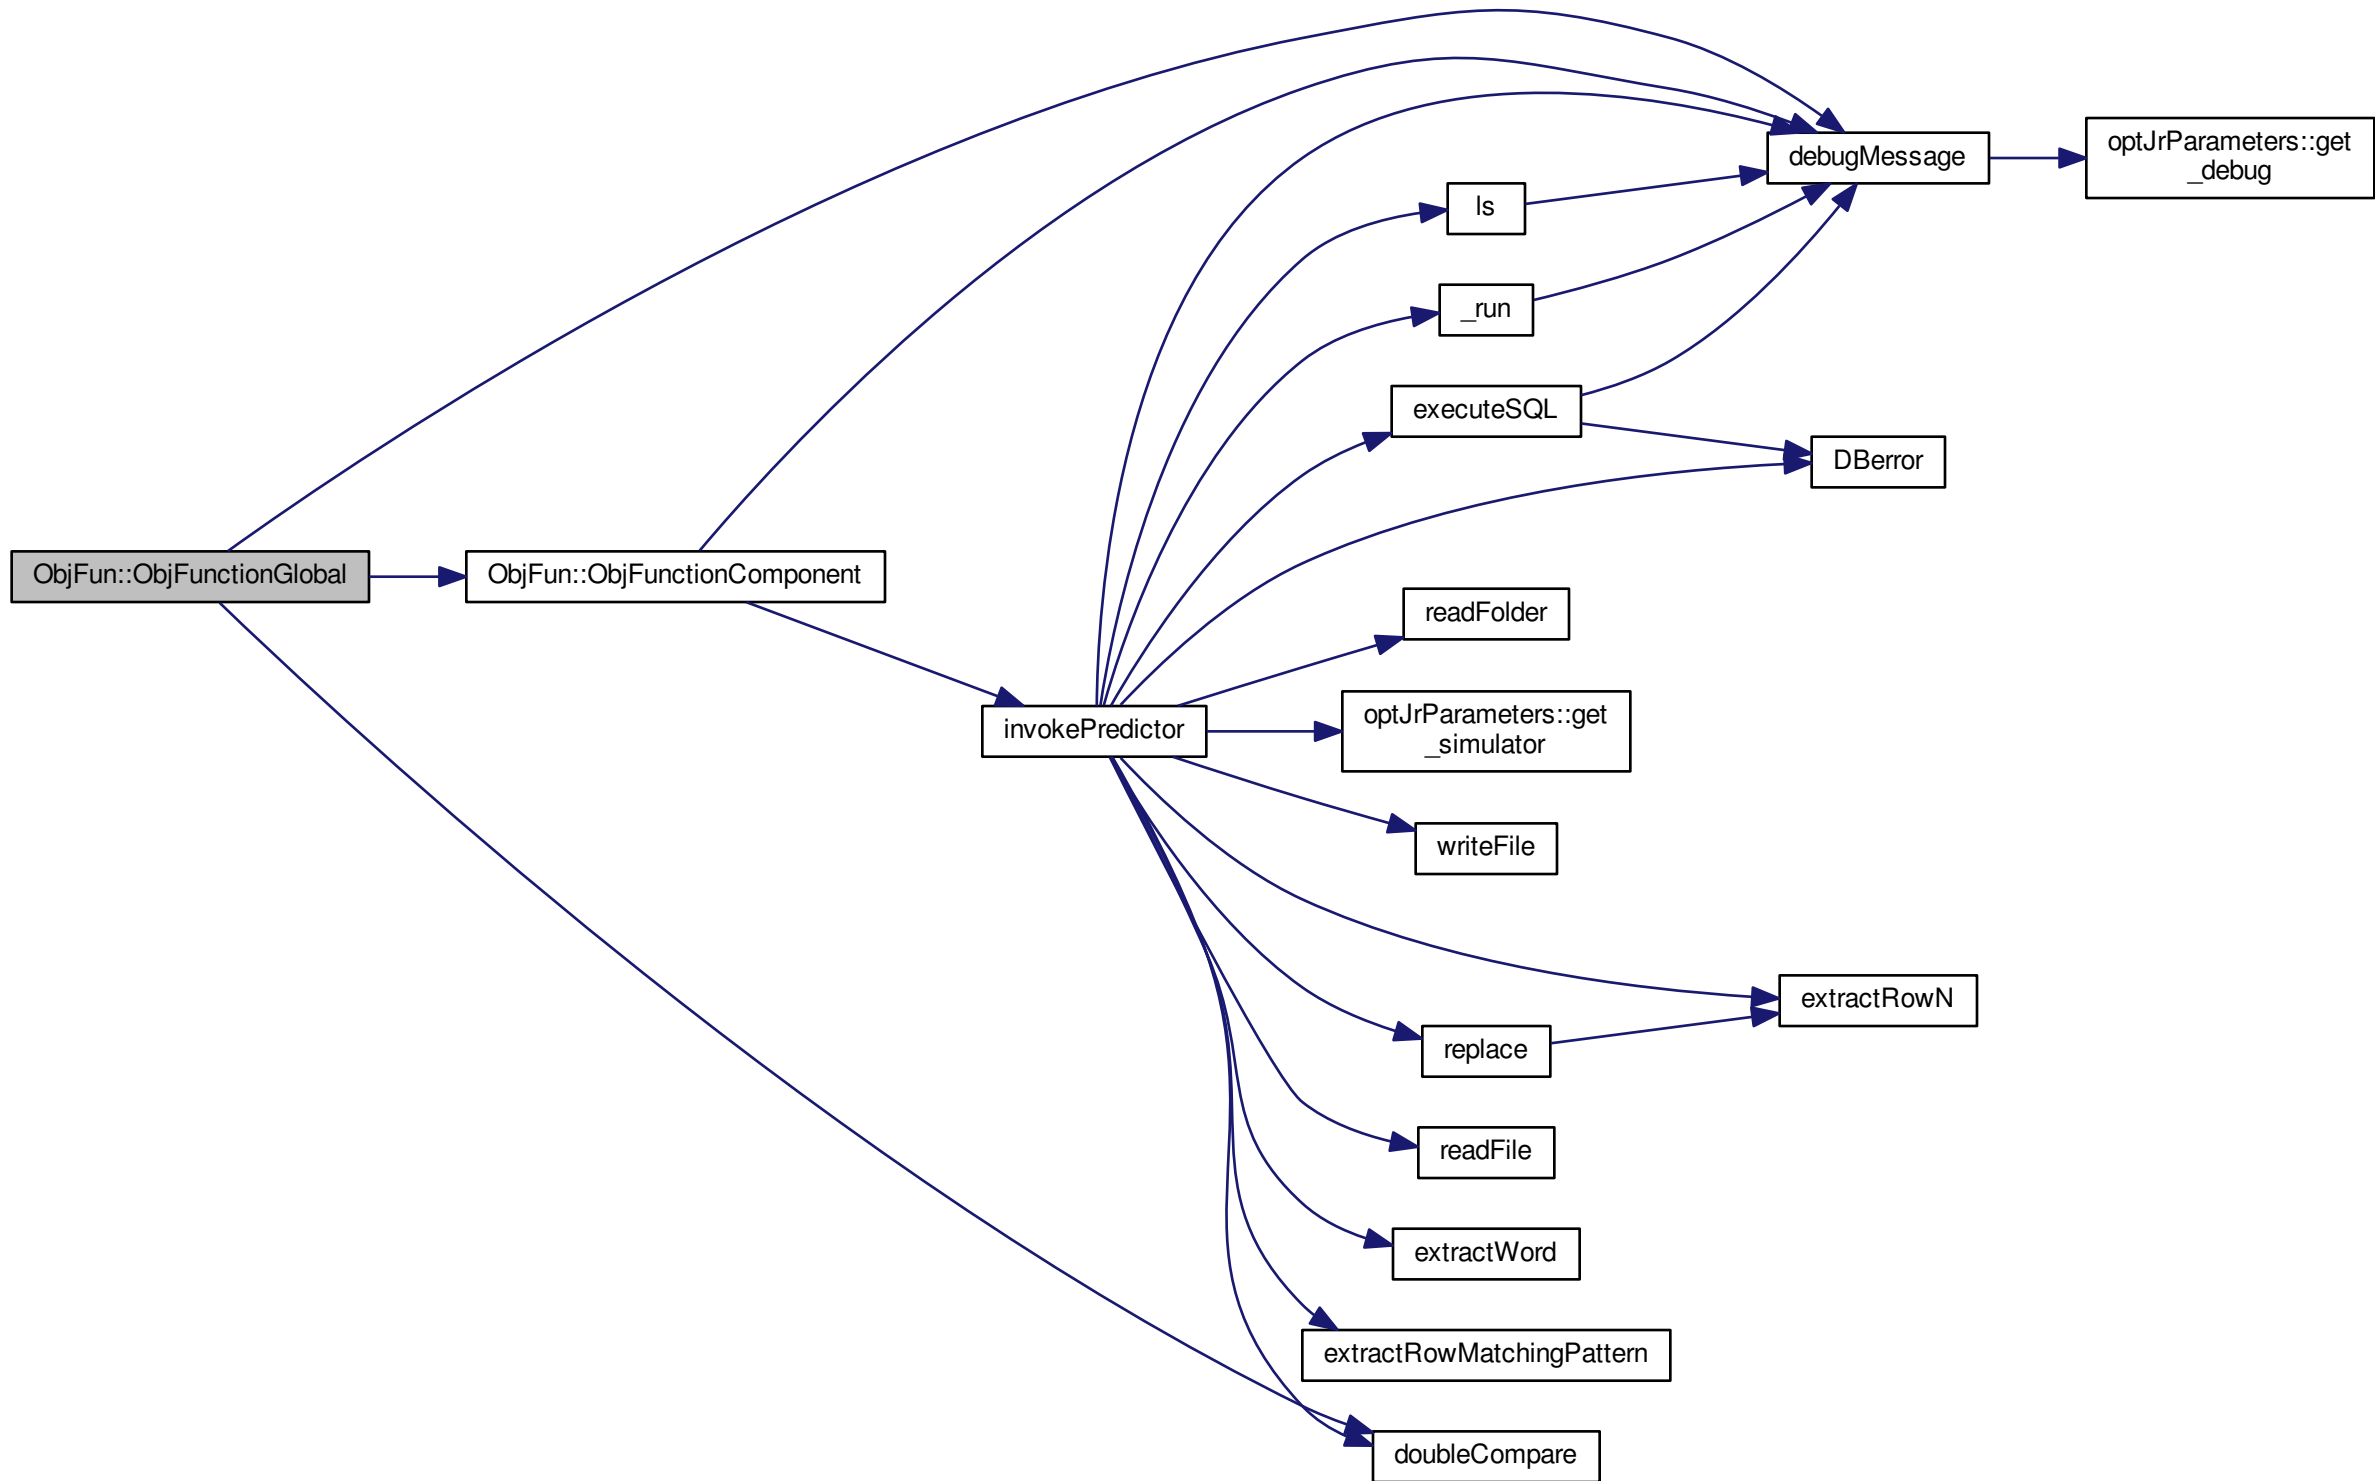 debugMessage
optJrParameters::get
_debug
ls
_run
executeSQL
DBerror
ObjFun::ObjFunctionGlobal
ObjFun::ObjFunctionComponent
readFolder
invokePredictor
optJrParameters::get
_simulator
writeFile
extractRowN
replace
readFile
extractWord
extractRowMatchingPattern
doubleCompare